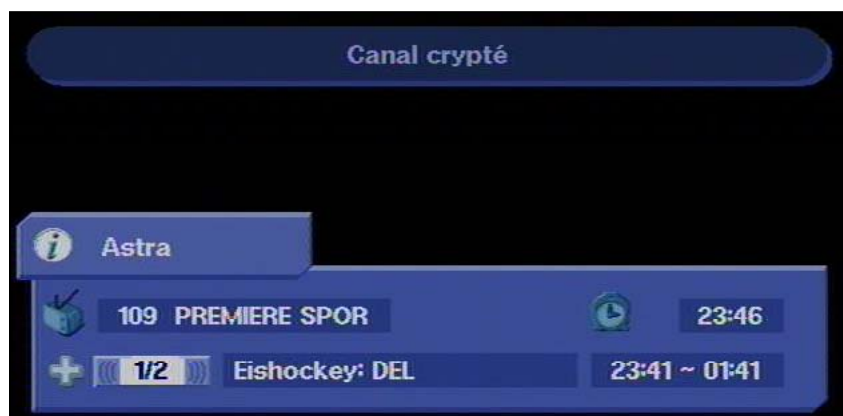 Canal crypté
Astra
109 PREMIERE SPOR 23:46
1/2 Eishockey: DEL 23:41 ~ 01:41